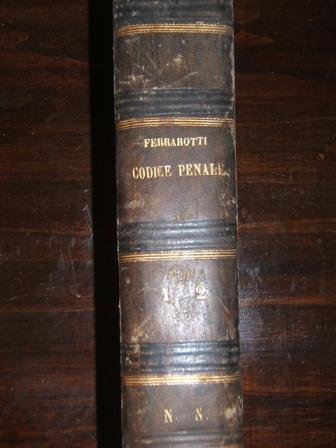 FERRAROTTI
CODICE PENALE
1 2
N. N.